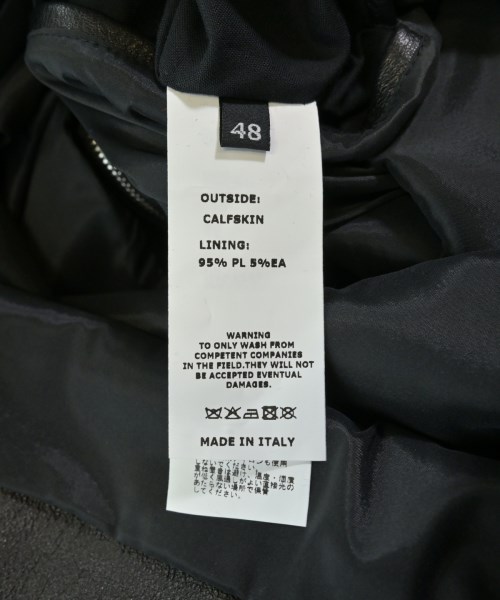 48
OUTSIDE:
CALFSKIN
LINING:
95% PL 5%EA
WARNING
TO ONLY WASH FROM
COMPETENT COMPANIES
IN THE FIELD.THEY WILL NOT
BE ACCEPTED EVENTUAL
DAMAGES.
MADE IN ITALY